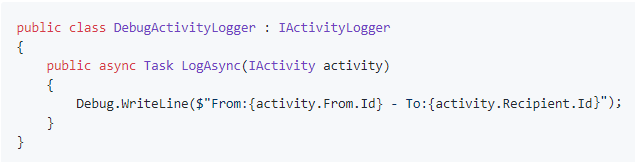 public class DebugActivityLogger : IActivityLogger
{
    public async Task LogAsync(IActivity activity)
    {
        Debug.WriteLine($"From:{activity.From.Id} - To:{activity.Recipient.Id}");
    }
}